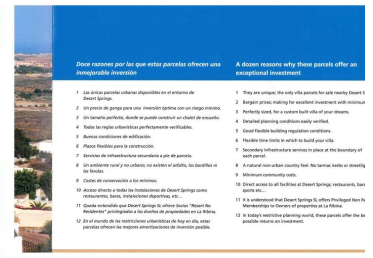 Doce razones por las que estas parcelas ofrecen una
inmejorable inversión
1 Las únicas parcelas urbanas disponibles en el entorno de
Desert Springs.
2 Un precio de ganga para una inversión óptima con un riesgo mínimo.
3 Un tamaño perfecto, donde se puede construir un chalet de ensueño.
4 Todas las reglas urbanísticas perfectamente verificables.
5 Buenas condiciones de edificación.
6 Plazos flexibles para la construcción.
7 Servicios de infraestructura secundaria a pie de parcela.
8 Un ambiente rural y no urbano; no existen el asfalto, los bordillos ni
las farolas.
9 Costes de conservación a los mínimos.
10 Acceso directo a todas las instalaciones de Desert Springs como
restaurantes, bares, instalaciones deportivas, etc...
11 Queda entendido que Desert Springs SL ofrece Socios "Resort No
Residentes" privilegiados a los dueños de propiedades en La Ribina.
12 En el mundo de las restricciones urbanísticas de hoy en día, estas
parcelas ofrecen las mejores amortizaciones de inversión posible.
A dozen reasons why these parcels offer an
exceptional investment
1 They are unique; the only villa parcels for sale nearby Desert S
2 Bargain prices; making for excellent investment with minimum
3 Perfectly sized, for a custom built villa of your dreams.
4 Detailed planning conditions easily verified.
5 Good flexible building regulation conditions.
6 Flexible time limits in which to build your villa.
7 Secondary infrastructure services in place at the boundary of
each parcel.
8 A natural non-urban country feel. No tarmac kerbs or streetlig
9 Minimum community costs.
10 Direct access to all facilities at Desert Springs; restaurants, bars
sports etc...
11 It is understood that Desert Springs SL offers Privileged Non Re
Memberships to Owners of properties at La Ribina.
12 In today's restrictive planning world, these parcels offer the be
possible returns on investment.